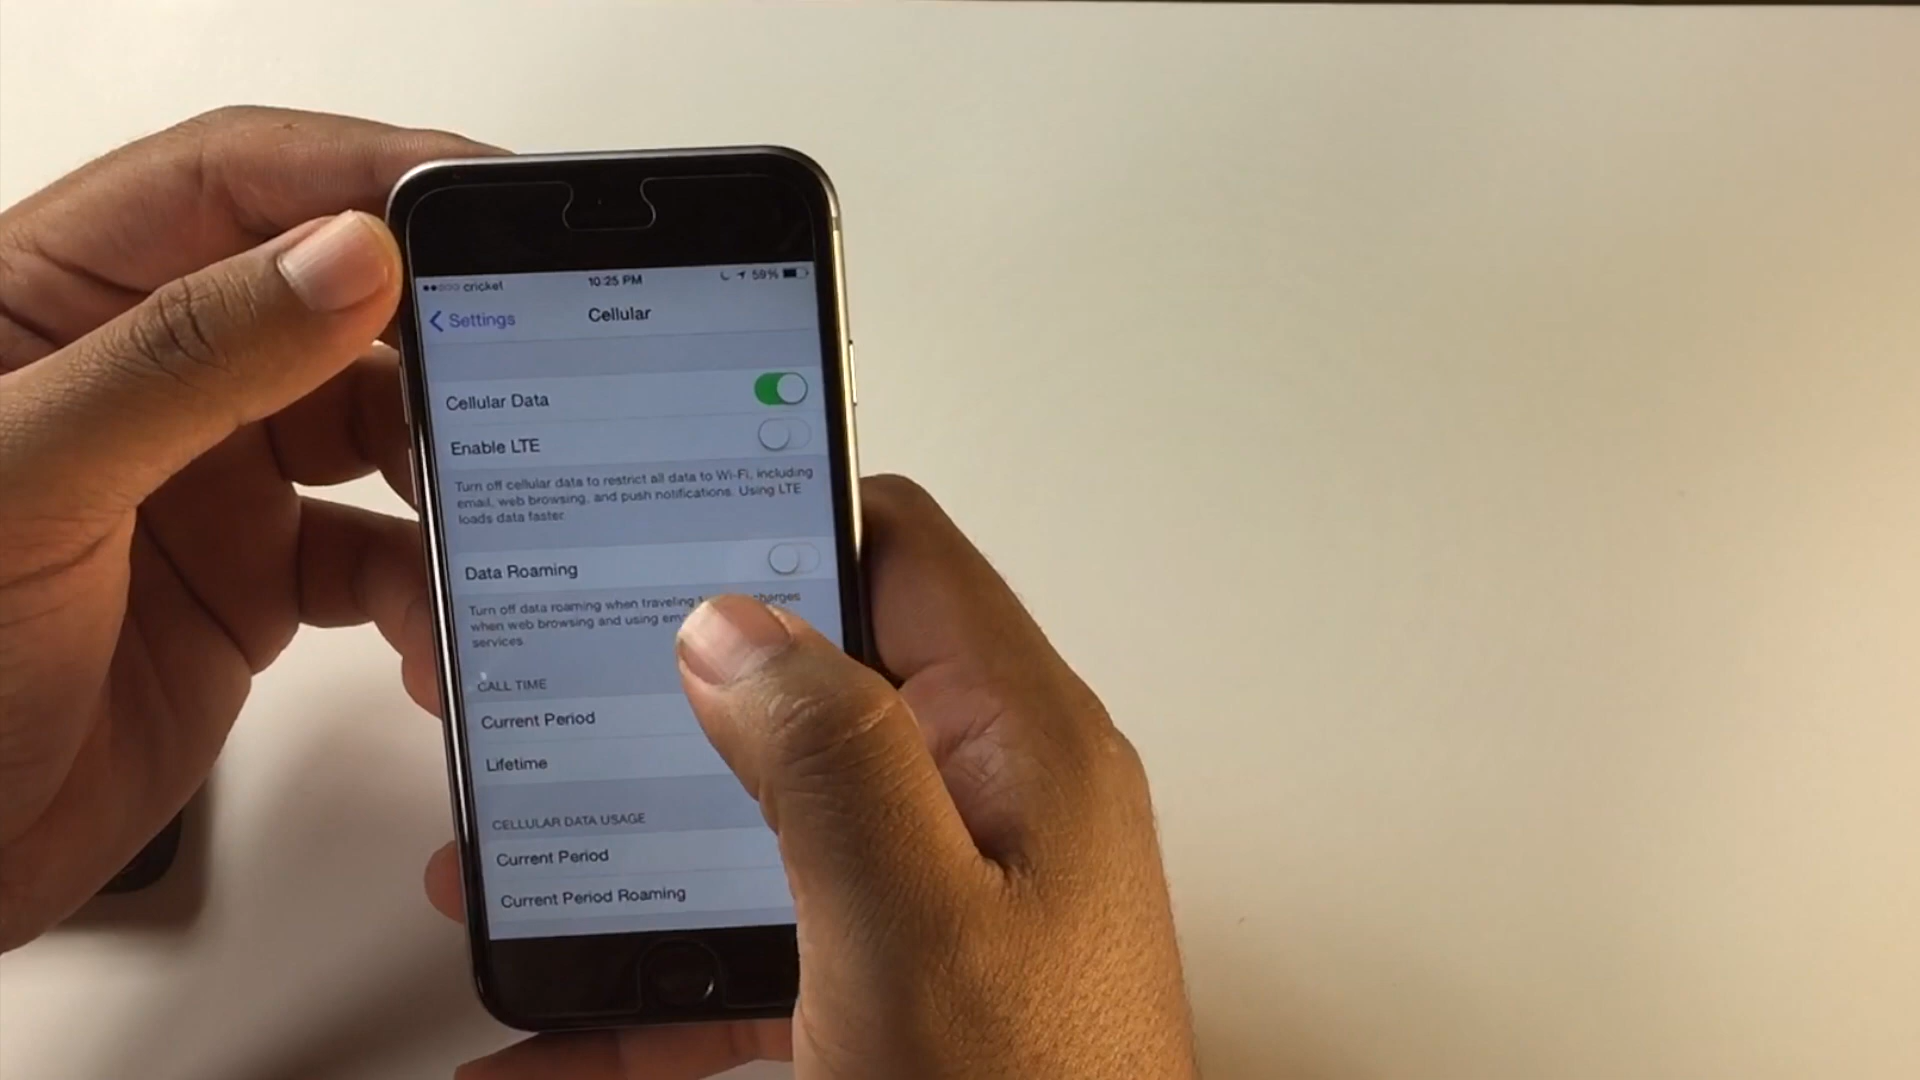 cricket 10:25 PM 59%
Settings Cellular
Cellular Data
Enable LTE
Turn off cellular data to restrict all data to Wi-Fi, including
email, web browsing, and push notifications. Using LTE
loads data faster.
Data Roaming
Turn off data roaming when traveling charges
when web browsing and using
services.
CALL TIME
Current Period
Lifetime
CELLULAR DATA USAGE
Current Period
Current Period Roaming